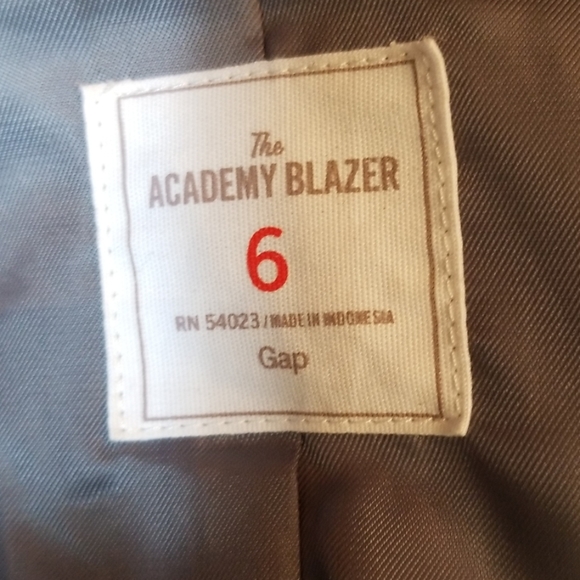 The
ACADEMY BLAZER
6
RN 54023 / MADE IN INDONESIA
Gap